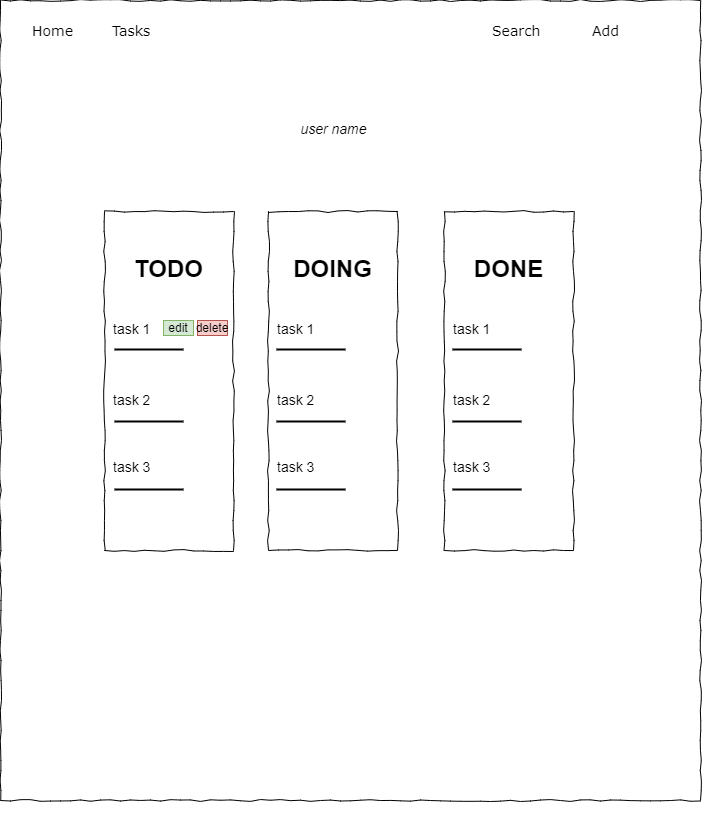 Home Tasks Search Add
user name
TODO DOING DONE
task 1 edit delete task 1 task 1
task 2 task 2 task 2
task 3 task 3 task 3